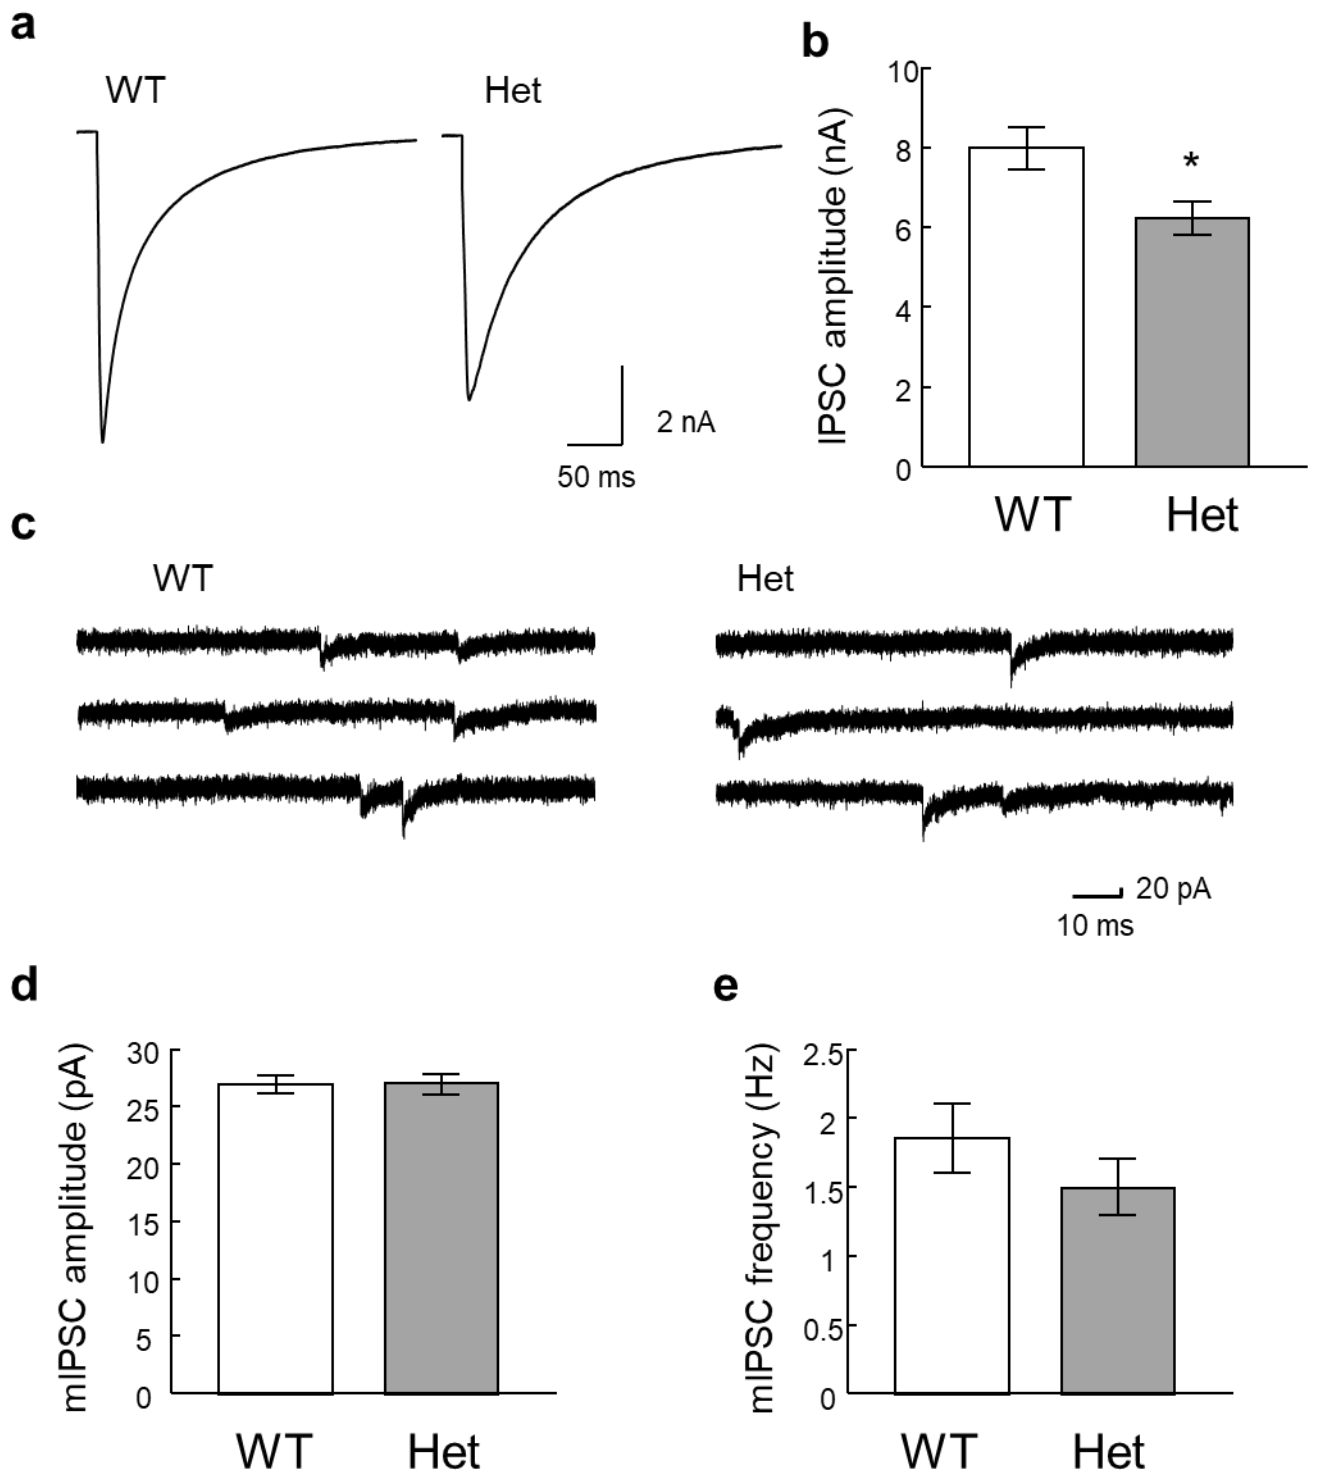 a
WT
Het
2 nA
50 ms
b
IPSC amplitude (nA)
10
8
6
4
2
0
*
WT
Het
c
WT
Het
20 pA
10 ms
d
mIPSC amplitude (pA)
30
25
20
15
10
5
0
WT
Het
e
mIPSC frequency (Hz)
2.5
2
1.5
1
0.5
0
WT
Het